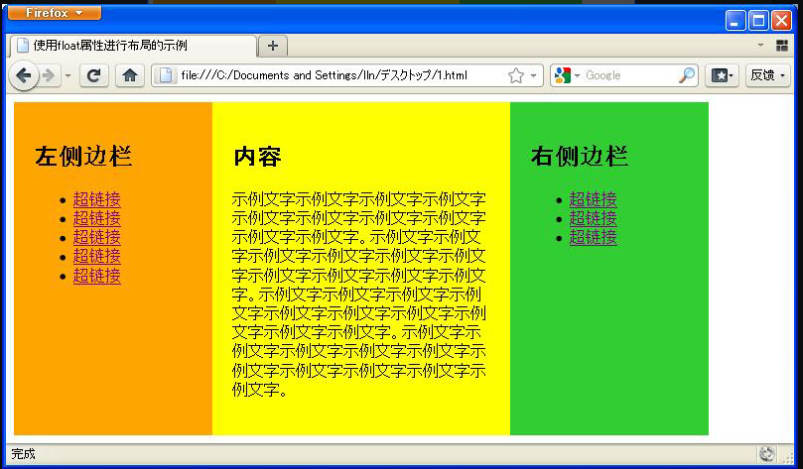 Firefox
使用float属性进行布局的示例
file:///C:/Documents and Settings/lln/デスクトップ/1.html
Google
反馈
左侧边栏
超链接
超链接
超链接
超链接
超链接
内容
示例文字示例文字示例文字示例文字
示例文字示例文字示例文字示例文字
示例文字示例文字。示例文字示例文
字示例文字示例文字示例文字示例文
字示例文字示例文字示例文字示例文
字。示例文字示例文字示例文字示例
文字示例文字示例文字示例文字示例
文字示例文字示例文字。示例文字示
例文字示例文字示例文字示例文字示
例文字示例文字示例文字示例文字示
例文字。
右侧边栏
超链接
超链接
超链接
完成